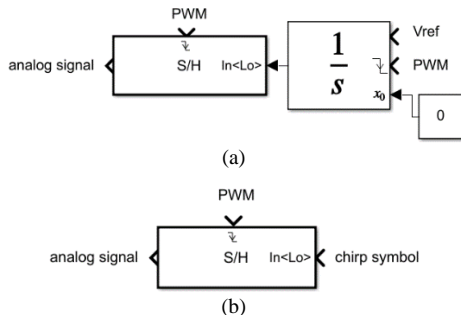 PWM
analog signal
S/H
In<Lo>
1
s
x0
Vref
PWM
0
(a)
PWM
analog signal
S/H
In<Lo>
chirp symbol
(b)